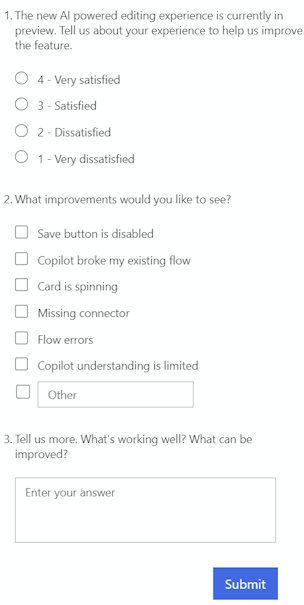 1. The new AI powered editing experience is currently in
preview. Tell us about your experience to help us improve
the feature.
4 - Very satisfied
3 - Satisfied
2 - Dissatisfied
1 - Very dissatisfied
2. What improvements would you like to see?
Save button is disabled
Copilot broke my existing flow
Card is spinning
Missing connector
Flow errors
Copilot understanding is limited
Other
3. Tell us more. What's working well? What can be
improved?
Enter your answer
Submit